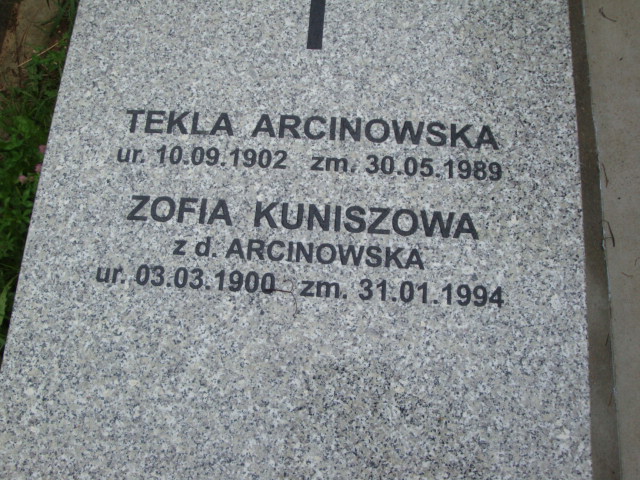 TEKLA ARCINOWSKA
ur. 10.09.1902 zm. 30.05.1989
ZOFIA KUNISZOWA
z d. ARCINOWSKA
ur. 03.03.1900 zm. 31.01.1994